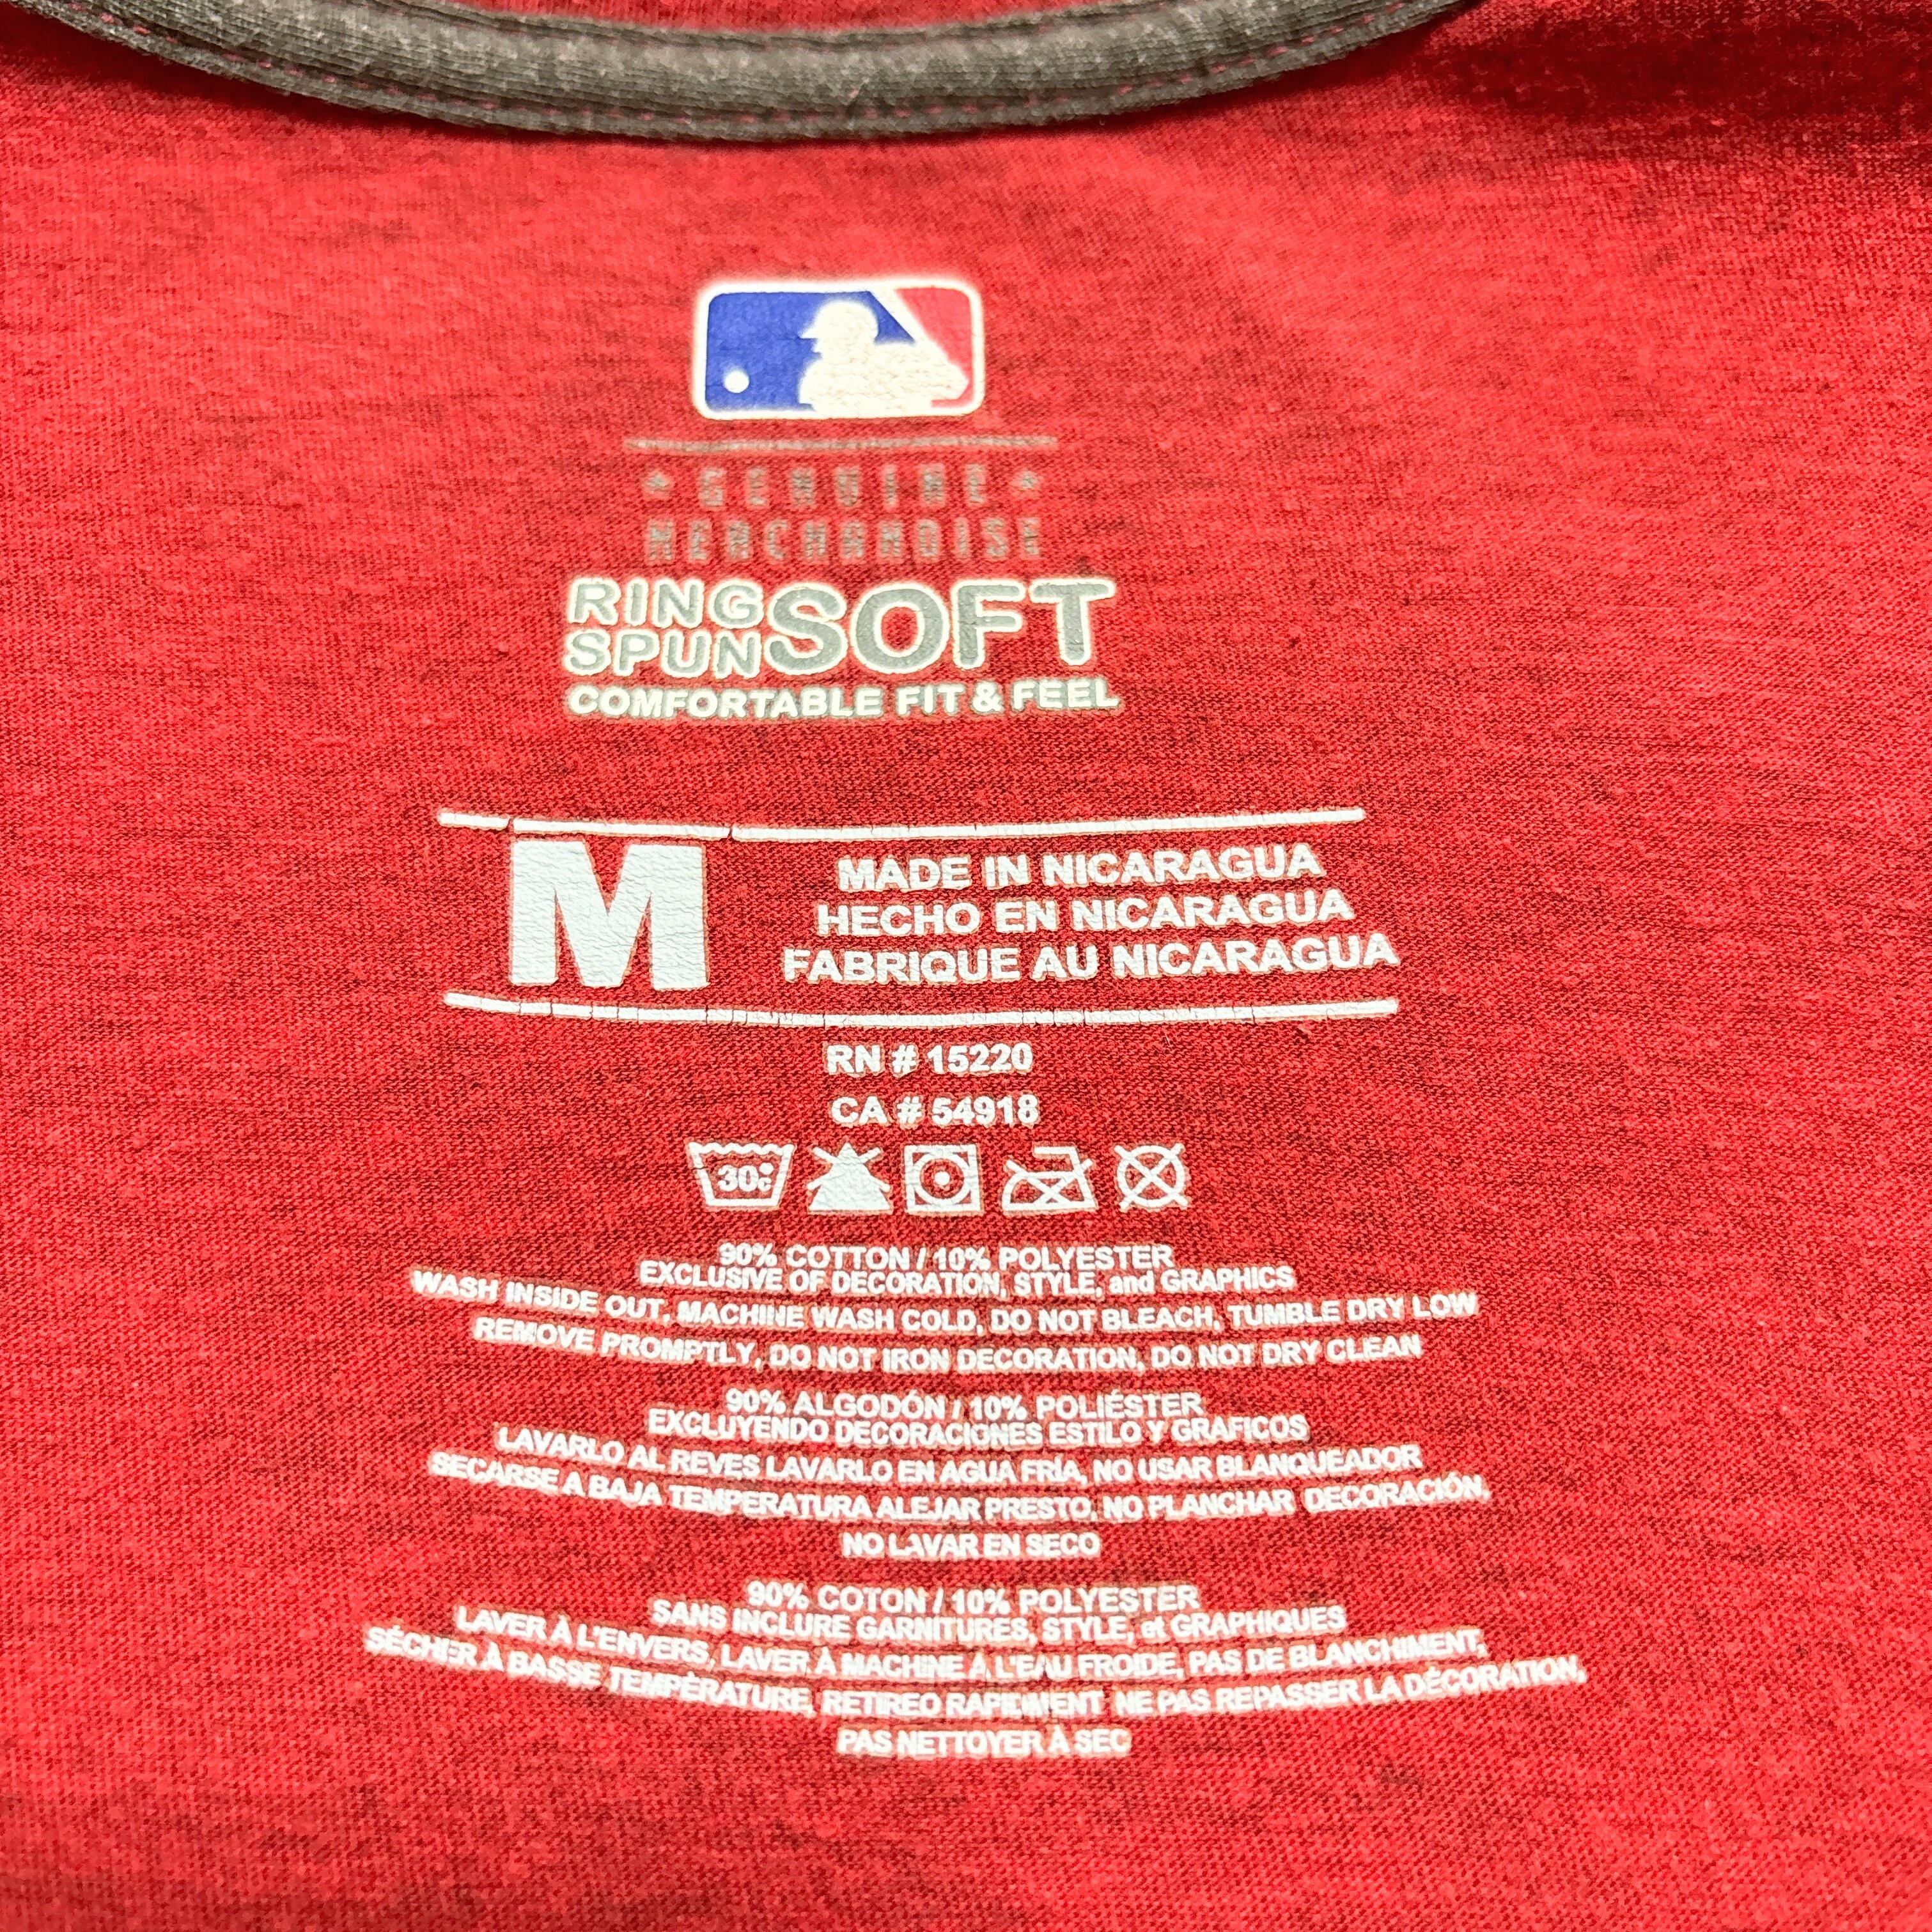 ★ GENUINE ★
MERCHANDISE
RING SPUN SOFT
COMFORTABLE FIT & FEEL
M
MADE IN NICARAGUA
HECHO EN NICARAGUA
FABRIQUE AU NICARAGUA
RN # 15220
CA # 54918
30°C
90% COTTON / 10% POLYESTER
EXCLUSIVE OF DECORATION, STYLE, and GRAPHICS
WASH INSIDE OUT, MACHINE WASH COLD, DO NOT BLEACH, TUMBLE DRY LOW
REMOVE PROMPTLY, DO NOT IRON DECORATION, DO NOT DRY CLEAN
90% ALGODÓN / 10% POLIÉSTER
EXCLUYENDO DECORACIONES ESTILO Y GRAFICOS
LAVARLO AL REVES LAVARLO EN AGUA FRÍA, NO USAR BLANQUEADOR
SECARSE A BAJA TEMPERATURA ALEJAR PRESTO, NO PLANCHAR DECORACIÓN,
NO LAVAR EN SECO
90% COTON / 10% POLYESTER
SANS INCLURE GARNITURES, STYLE, et GRAPHIQUES
LAVER À L'ENVERS, LAVER À MACHINE À L'EAU FROIDE, PAS DE BLANCHIMENT,
SÉCHER À BASSE TEMPÉRATURE, RETIREO RAPIDMENT NE PAS REPASSER LA DÉCORATION,
PAS NETTOYER À SEC